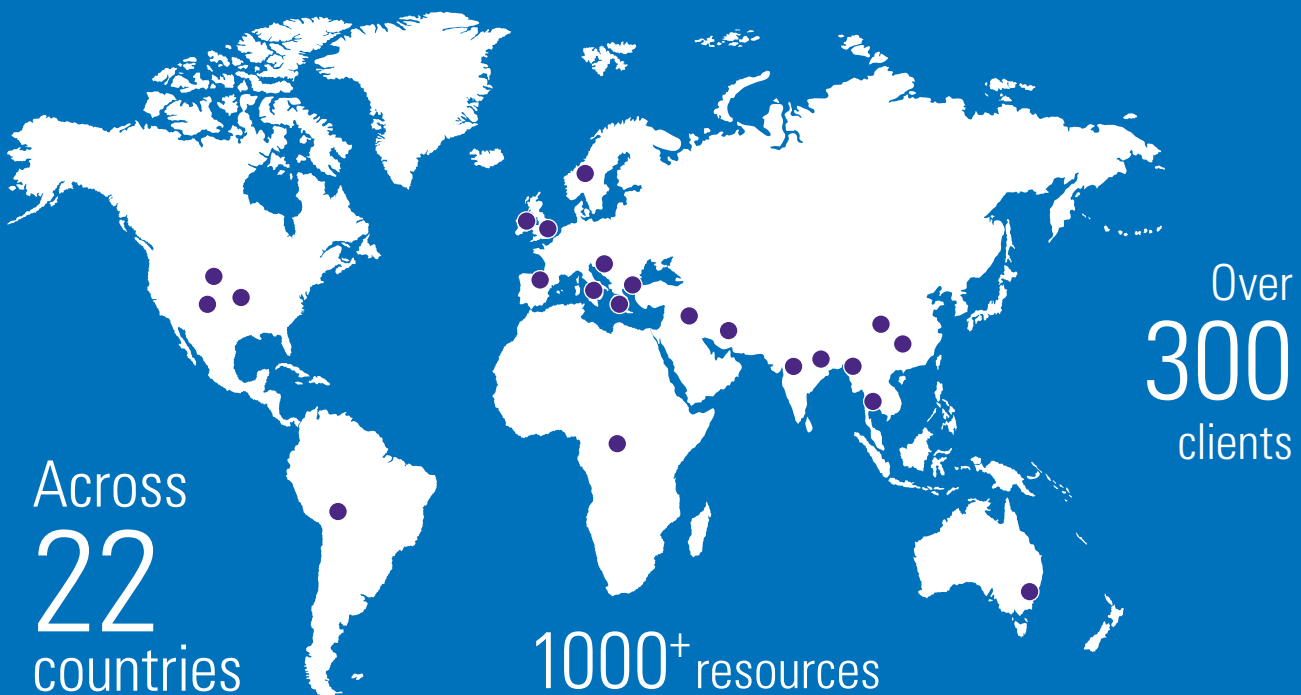 Over
300
clients
Across
22
countries
1000+ resources